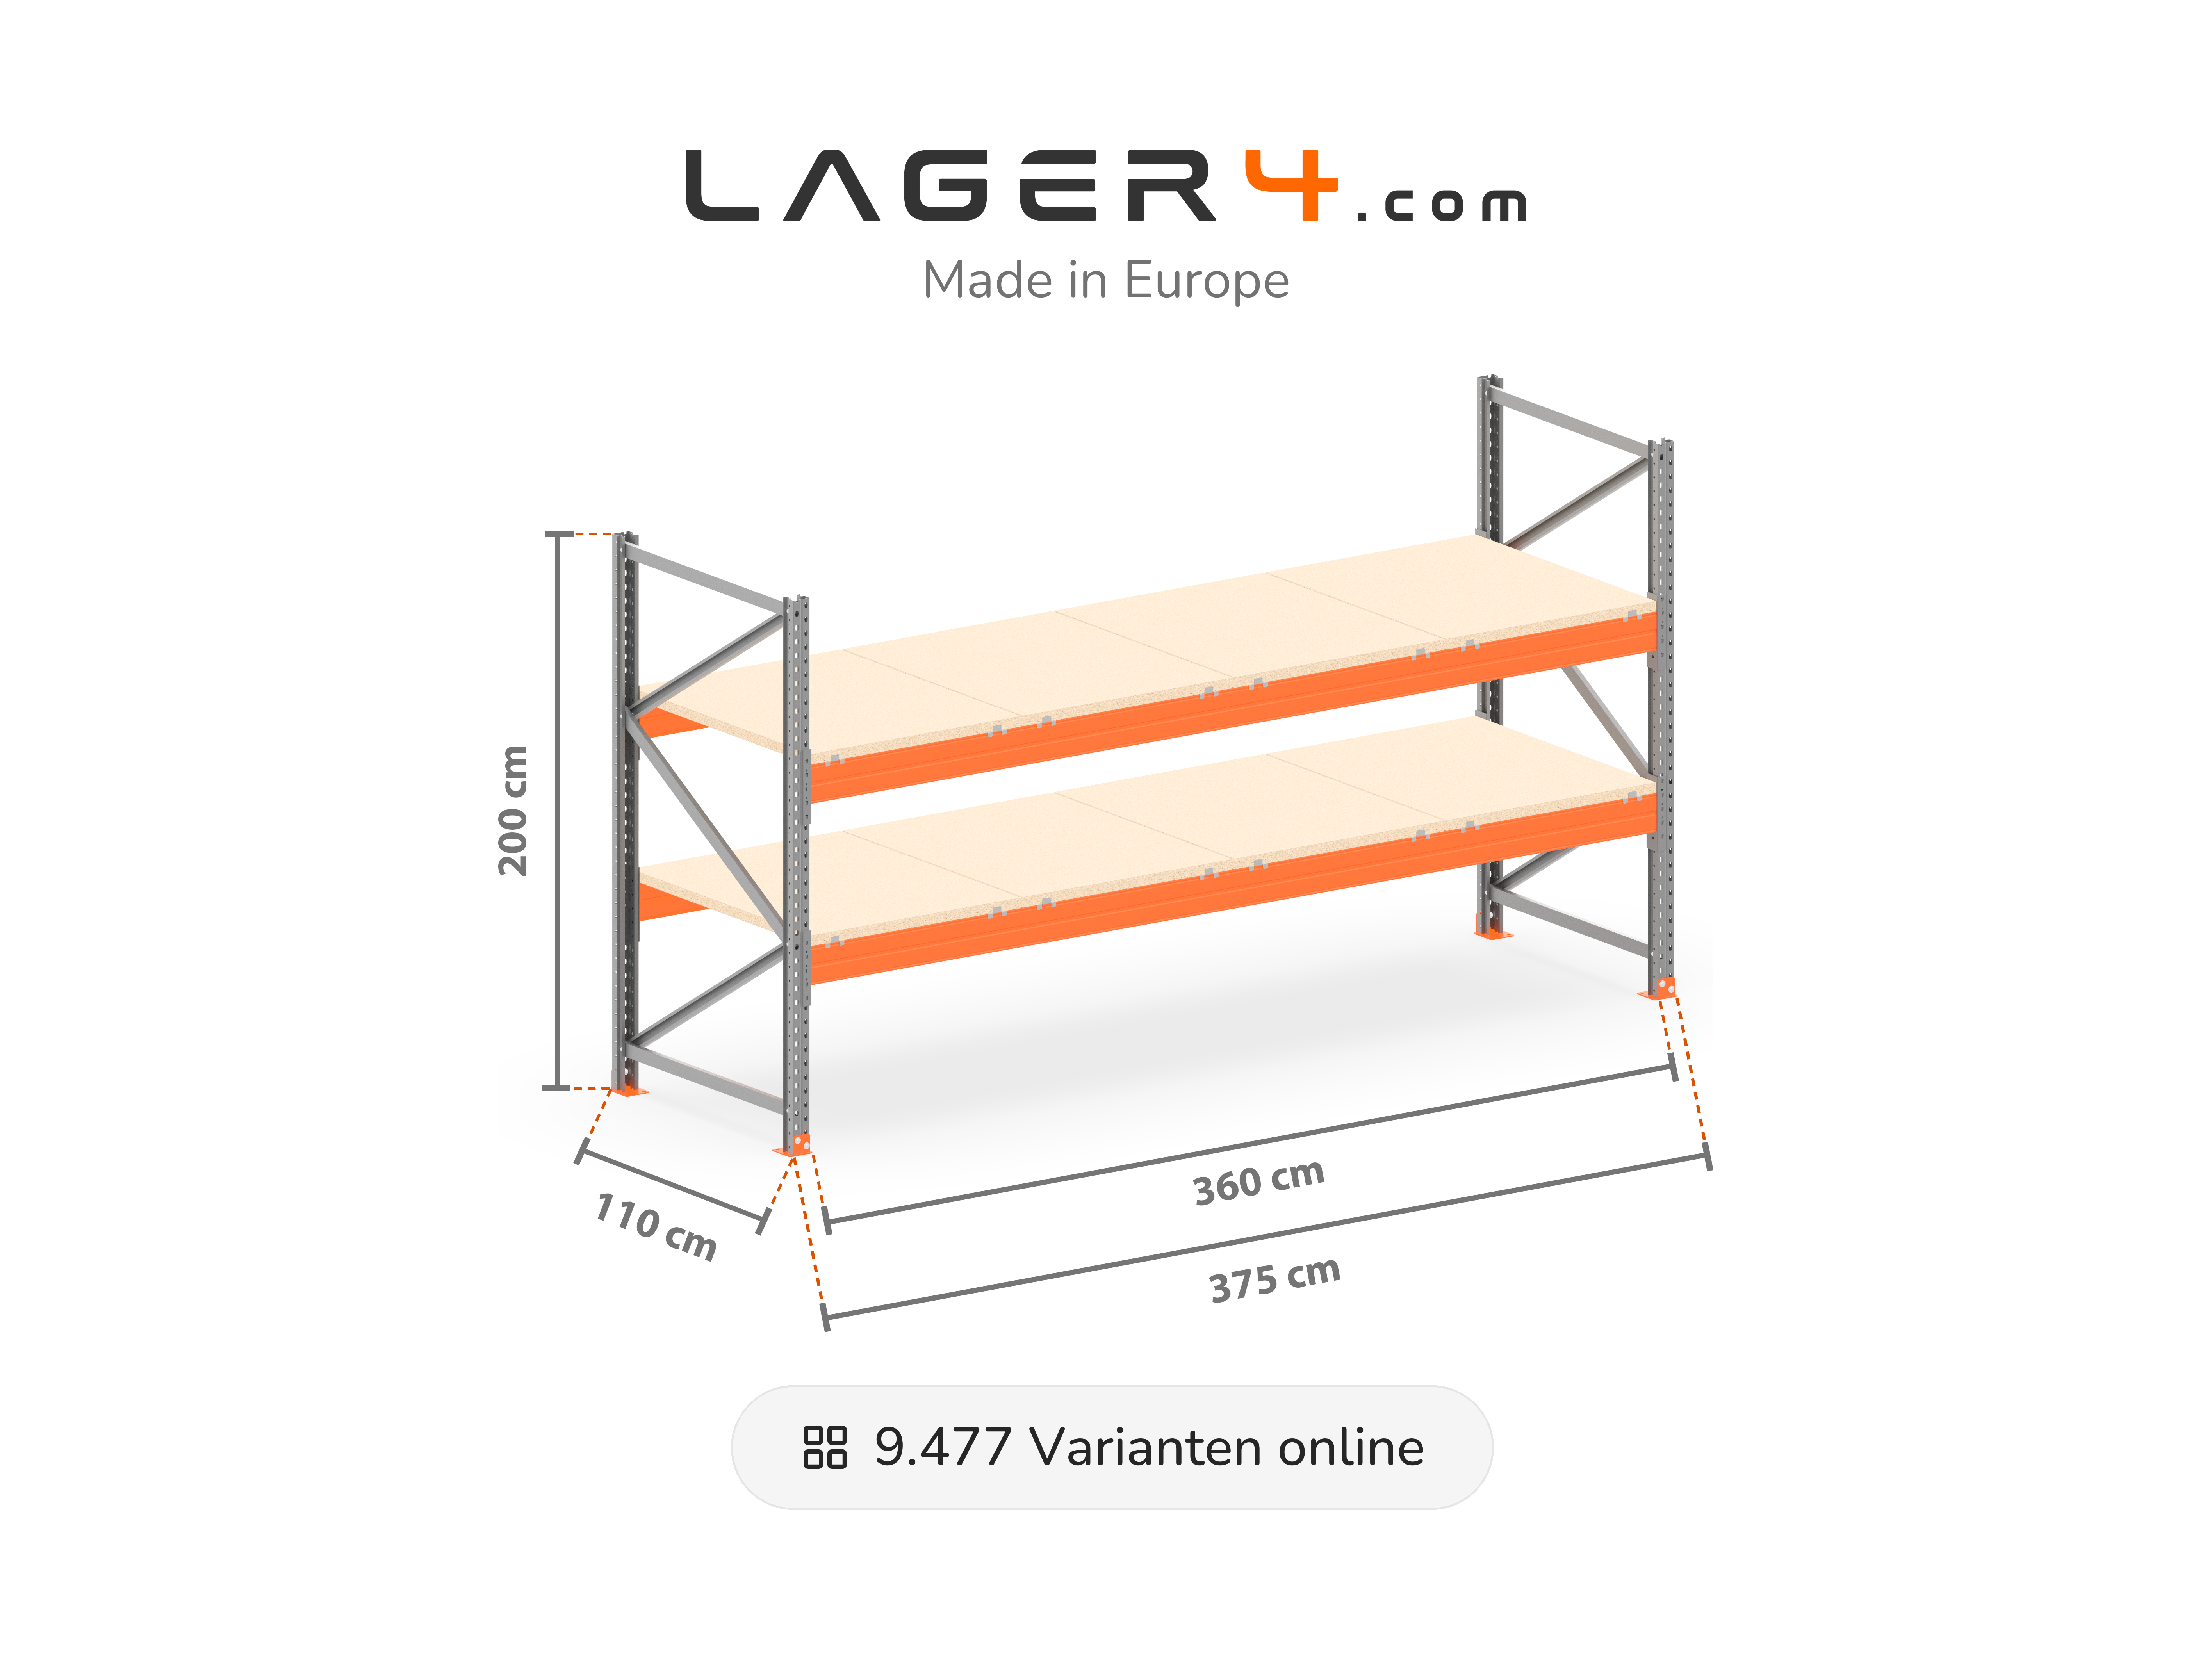 LAGER4.com
Made in Europe
200 cm
110 cm
360 cm
375 cm
9.477 Varianten online